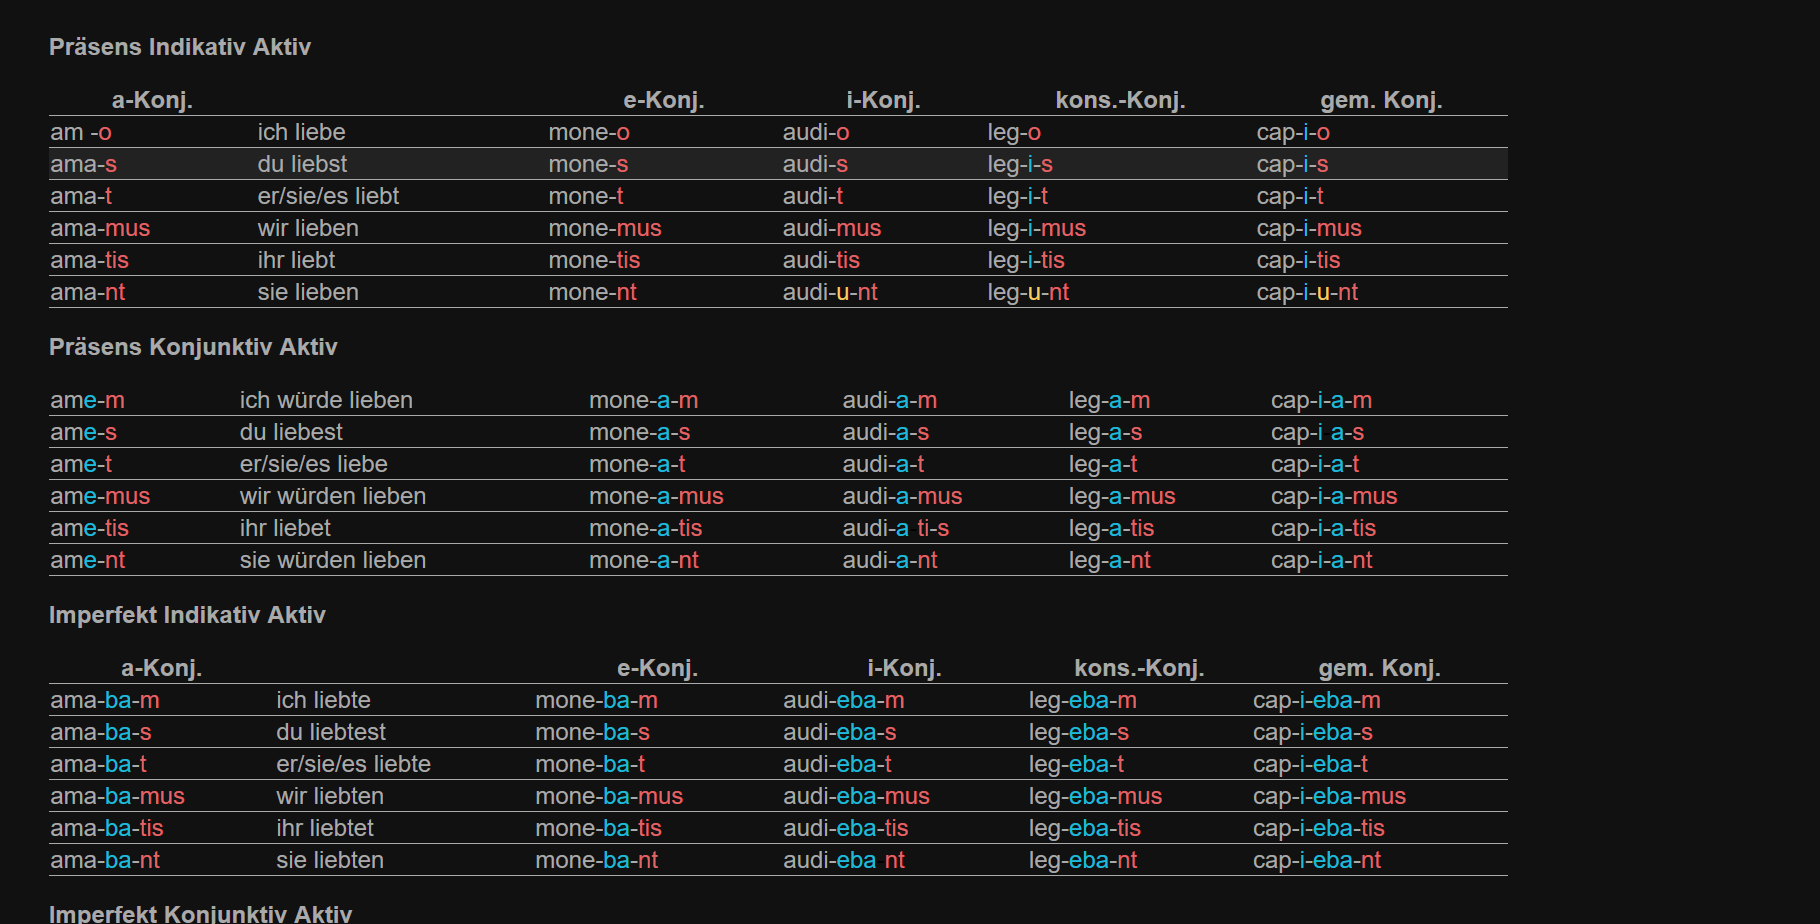 Präsens Indikativ Aktiv
a-Konj. e-Konj. i-Konj. kons.-Konj. gem. Konj.
am -o ich liebe mone-o audi-o leg-o cap-i-o
ama-s du liebst mone-s audi-s leg-i-s cap-i-s
ama-t er/sie/es liebt mone-t audi-t leg-i-t cap-i-t
ama-mus wir lieben mone-mus audi-mus leg-i-mus cap-i-mus
ama-tis ihr liebt mone-tis audi-tis leg-i-tis cap-i-tis
ama-nt sie lieben mone-nt audi-u-nt leg-u-nt cap-i-u-nt
Präsens Konjunktiv Aktiv
ame-m ich würde lieben mone-a-m audi-a-m leg-a-m cap-i-a-m
ame-s du liebest mone-a-s audi-a-s leg-a-s cap-i a-s
ame-t er/sie/es liebe mone-a-t audi-a-t leg-a-t cap-i-a-t
ame-mus wir würden lieben mone-a-mus audi-a-mus leg-a-mus cap-i-a-mus
ame-tis ihr liebet mone-a-tis audi-a ti-s leg-a-tis cap-i-a-tis
ame-nt sie würden lieben mone-a-nt audi-a-nt leg-a-nt cap-i-a-nt
Imperfekt Indikativ Aktiv
a-Konj. e-Konj. i-Konj. kons.-Konj. gem. Konj.
ama-ba-m ich liebte mone-ba-m audi-eba-m leg-eba-m cap-i-eba-m
ama-ba-s du liebtest mone-ba-s audi-eba-s leg-eba-s cap-i-eba-s
ama-ba-t er/sie/es liebte mone-ba-t audi-eba-t leg-eba-t cap-i-eba-t
ama-ba-mus wir liebten mone-ba-mus audi-eba-mus leg-eba-mus cap-i-eba-mus
ama-ba-tis ihr liebtet mone-ba-tis audi-eba-tis leg-eba-tis cap-i-eba-tis
ama-ba-nt sie liebten mone-ba-nt audi-eba nt leg-eba-nt cap-i-eba-nt
Imperfekt Konjunktiv Aktiv